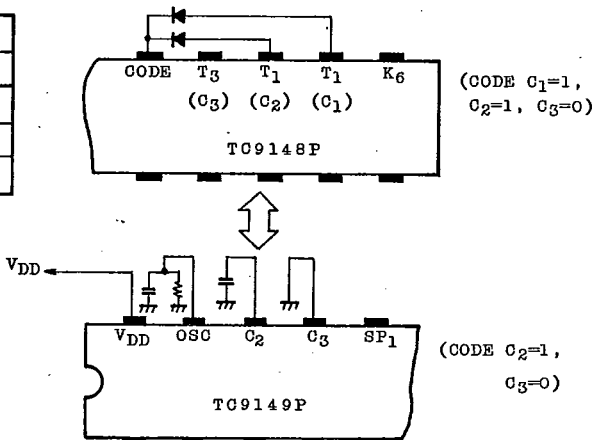 CODE T3 T1 T1 K6
(C3) (C2) (C1)
(CODE C1=1,
C2=1, C3=0)
TC9148P
VDD
VDD OSC C2 C3 SP1
(CODE C2=1,
C3=0)
TC9149P